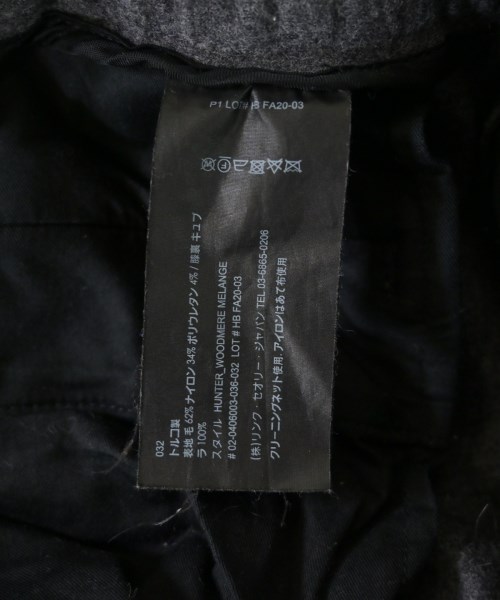 P1 LOT# HB FA20-03
032
トルコ製
表地 毛 62% ナイロン 34% ポリウレタン 4% / 膝裏 キュプ
ラ 100%
スタイル HUNTER_WOODMERE MELANGE
# 02-0406003-036-032 LOT # HB FA20-03
(株)リンク・セオリー・ジャパン TEL 03-6865-0206
クリーニングネット使用、アイロンはあて布使用